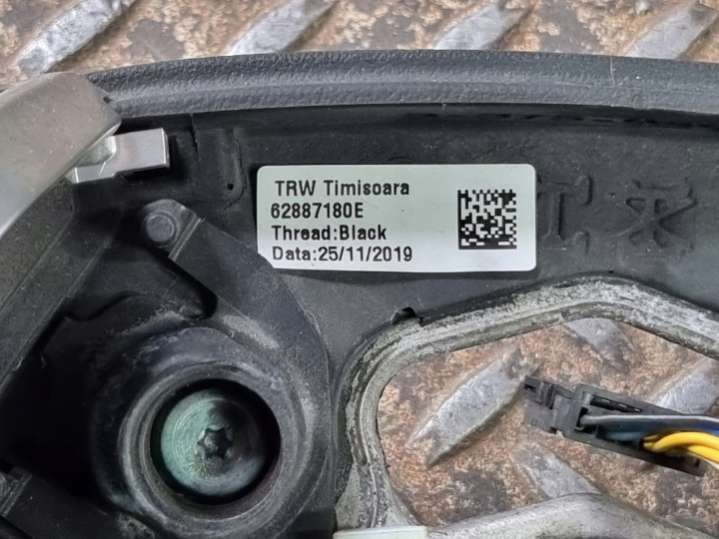 TRW Timisoara
62887180E
Thread:Black
Data:25/11/2019